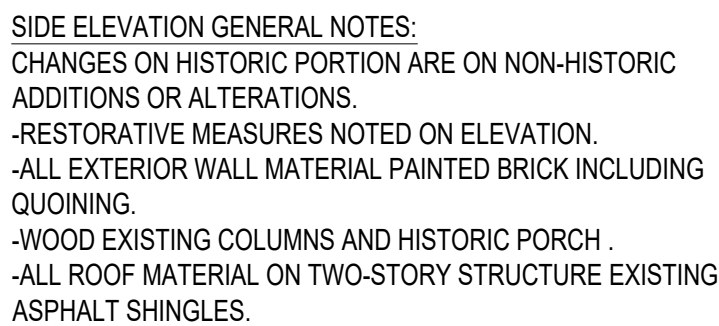 SIDE ELEVATION GENERAL NOTES:
CHANGES ON HISTORIC PORTION ARE ON NON-HISTORIC
ADDITIONS OR ALTERATIONS.
-RESTORATIVE MEASURES NOTED ON ELEVATION.
-ALL EXTERIOR WALL MATERIAL PAINTED BRICK INCLUDING
QUOINING.
-WOOD EXISTING COLUMNS AND HISTORIC PORCH .
-ALL ROOF MATERIAL ON TWO-STORY STRUCTURE EXISTING
ASPHALT SHINGLES.